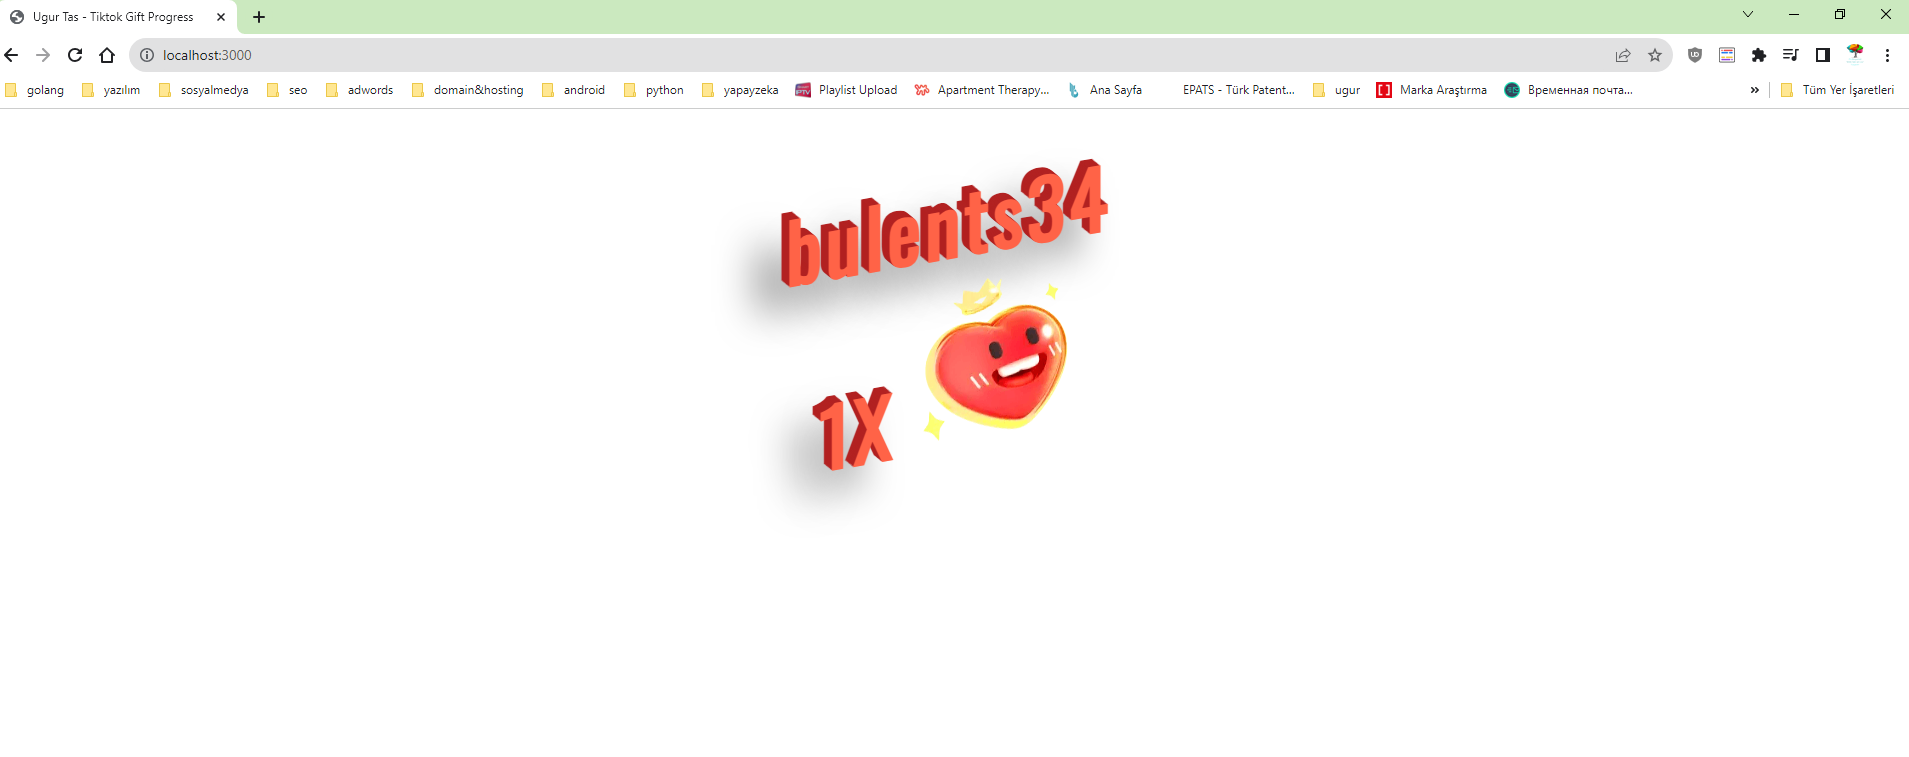 Ugur Tas - Tiktok Gift Progress
localhost:3000
golang yazılım sosyalmedya seo adwords domain&hosting android python yapayzeka Playlist Upload Apartment Therapy... Ana Sayfa EPATS - Türk Patent... ugur Marka Araştırma Временная почта... » Tüm Yer İşaretleri
bulents34
1X